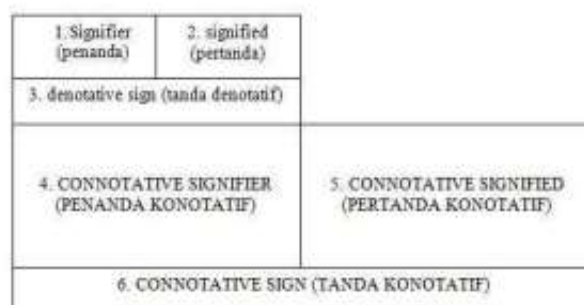 1. Signifier
(penanda)
2. signified
(pertanda)
3. denotative sign (tanda denotatif)
4. CONNOTATIVE SIGNIFIER
(PENANDA KONOTATIF)
5. CONNOTATIVE SIGNIFIED
(PERTANDA KONOTATIF)
6. CONNOTATIVE SIGN (TANDA KONOTATIF)